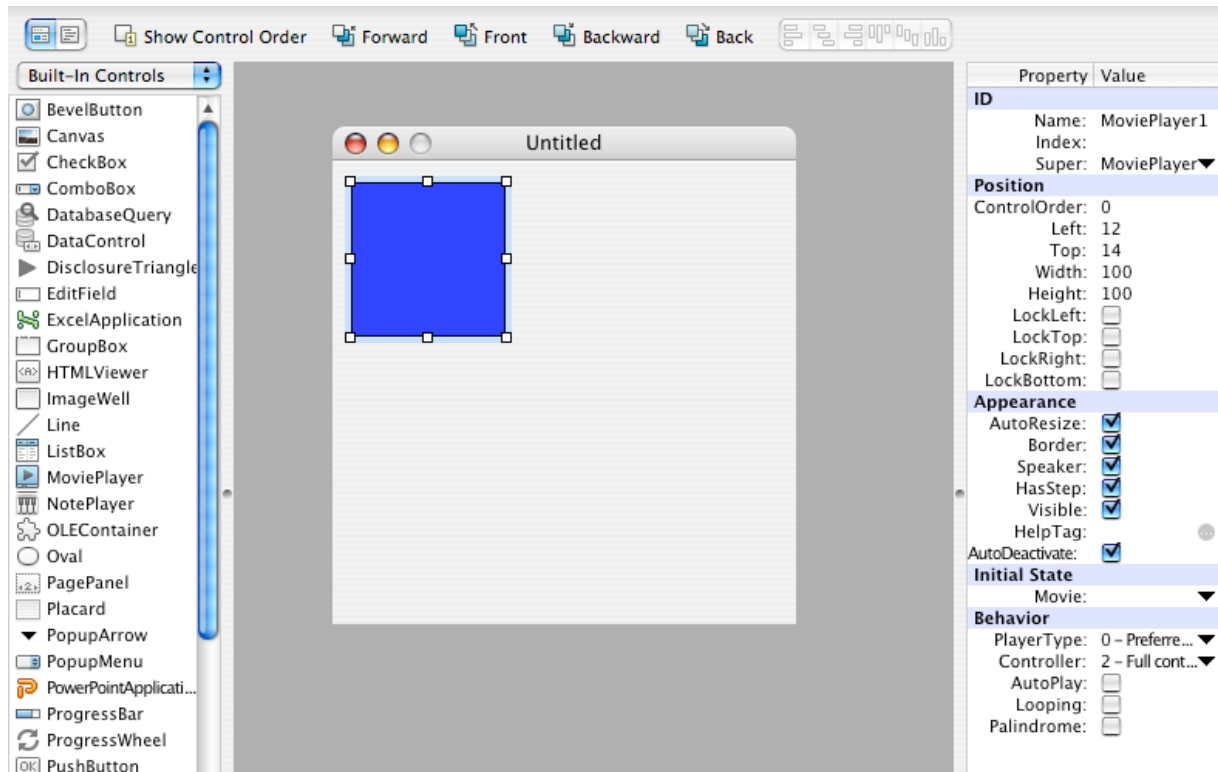 Show Control Order Forward Front Backward Back
Built-In Controls
BevelButton
Canvas
CheckBox
ComboBox
DatabaseQuery
DataControl
DisclosureTriangle
EditField
ExcelApplication
GroupBox
<A> HTMLViewer
ImageWell
Line
ListBox
MoviePlayer
NotePlayer
OLEContainer
Oval
‹2› PagePanel
Placard
PopupArrow
PopupMenu
PowerPointApplicati...
ProgressBar
ProgressWheel
OK PushButton
Untitled
Property Value
ID
Name: MoviePlayer1
Index:
Super: MoviePlayer
Position
ControlOrder: 0
Left: 12
Top: 14
Width: 100
Height: 100
LockLeft:
LockTop:
LockRight:
LockBottom:
Appearance
AutoResize:
Border:
Speaker:
HasStep:
Visible:
HelpTag:
AutoDeactivate:
Initial State
Movie:
Behavior
PlayerType: 0 – Preferre...
Controller: 2 – Full cont...
AutoPlay:
Looping:
Palindrome: